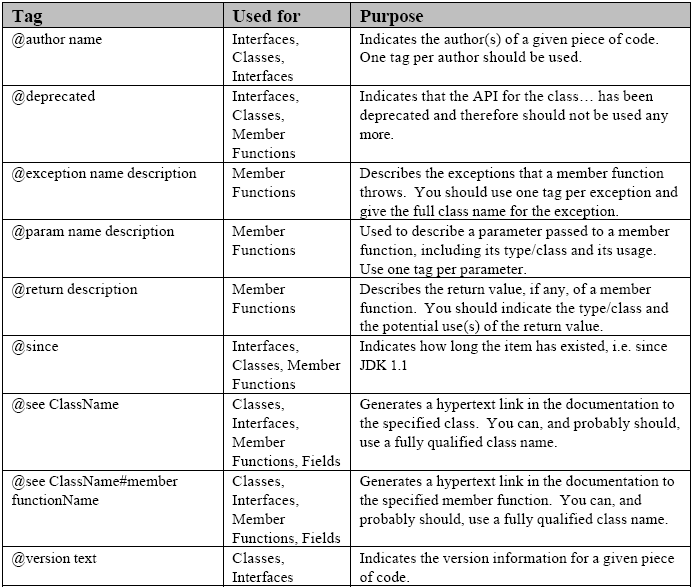 Tag Used for Purpose
@author name Interfaces, Indicates the author(s) of a given piece of code.
Classes, One tag per author should be used.
Interfaces
@deprecated Interfaces, Indicates that the API for the class… has been
Classes, deprecated and therefore should not be used any
Member more.
Functions
@exception name description Member Describes the exceptions that a member function
Functions throws. You should use one tag per exception and
give the full class name for the exception.
@param name description Member Used to describe a parameter passed to a member
Functions function, including its type/class and its usage.
Use one tag per parameter.
@return description Member Describes the return value, if any, of a member
Functions function. You should indicate the type/class and
the potential use(s) of the return value.
@since Interfaces, Indicates how long the item has existed, i.e. since
Classes, Member JDK 1.1
Functions
@see ClassName Classes, Generates a hypertext link in the documentation to
Interfaces, the specified class. You can, and probably should,
Member use a fully qualified class name.
Functions, Fields
@see ClassName#member Classes, Generates a hypertext link in the documentation to
functionName Interfaces, the specified member function. You can, and
Member probably should, use a fully qualified class name.
Functions, Fields
@version text Classes, Indicates the version information for a given piece
Interfaces of code.